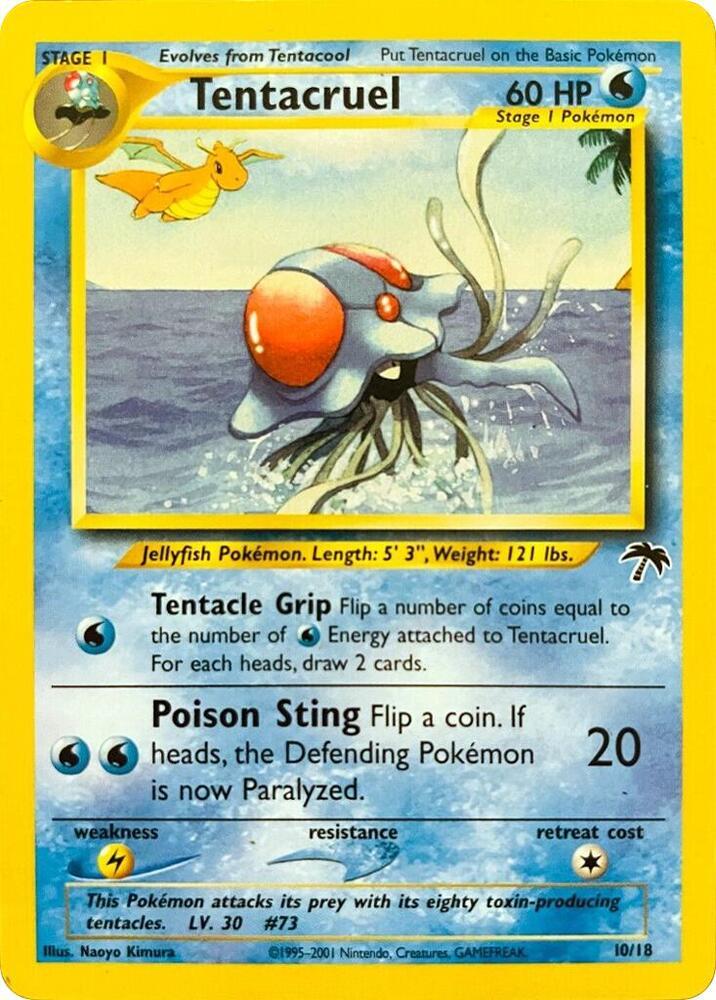 STAGE 1 Evolves from Tentacool Put Tentacruel on the Basic Pokémon
Tentacruel 60 HP
Stage 1 Pokémon
Jellyfish Pokémon. Length: 5' 3", Weight: 121 lbs.
Tentacle Grip Flip a number of coins equal to
the number of Energy attached to Tentacruel.
For each heads, draw 2 cards.
Poison Sting Flip a coin. If
heads, the Defending Pokémon
is now Paralyzed.
20
weakness resistance retreat cost
This Pokémon attacks its prey with its eighty toxin-producing
tentacles. LV. 30 #73
Illus. Naoyo Kimura ©1995-2001 Nintendo, Creatures, GAMEFREAK. 10/18